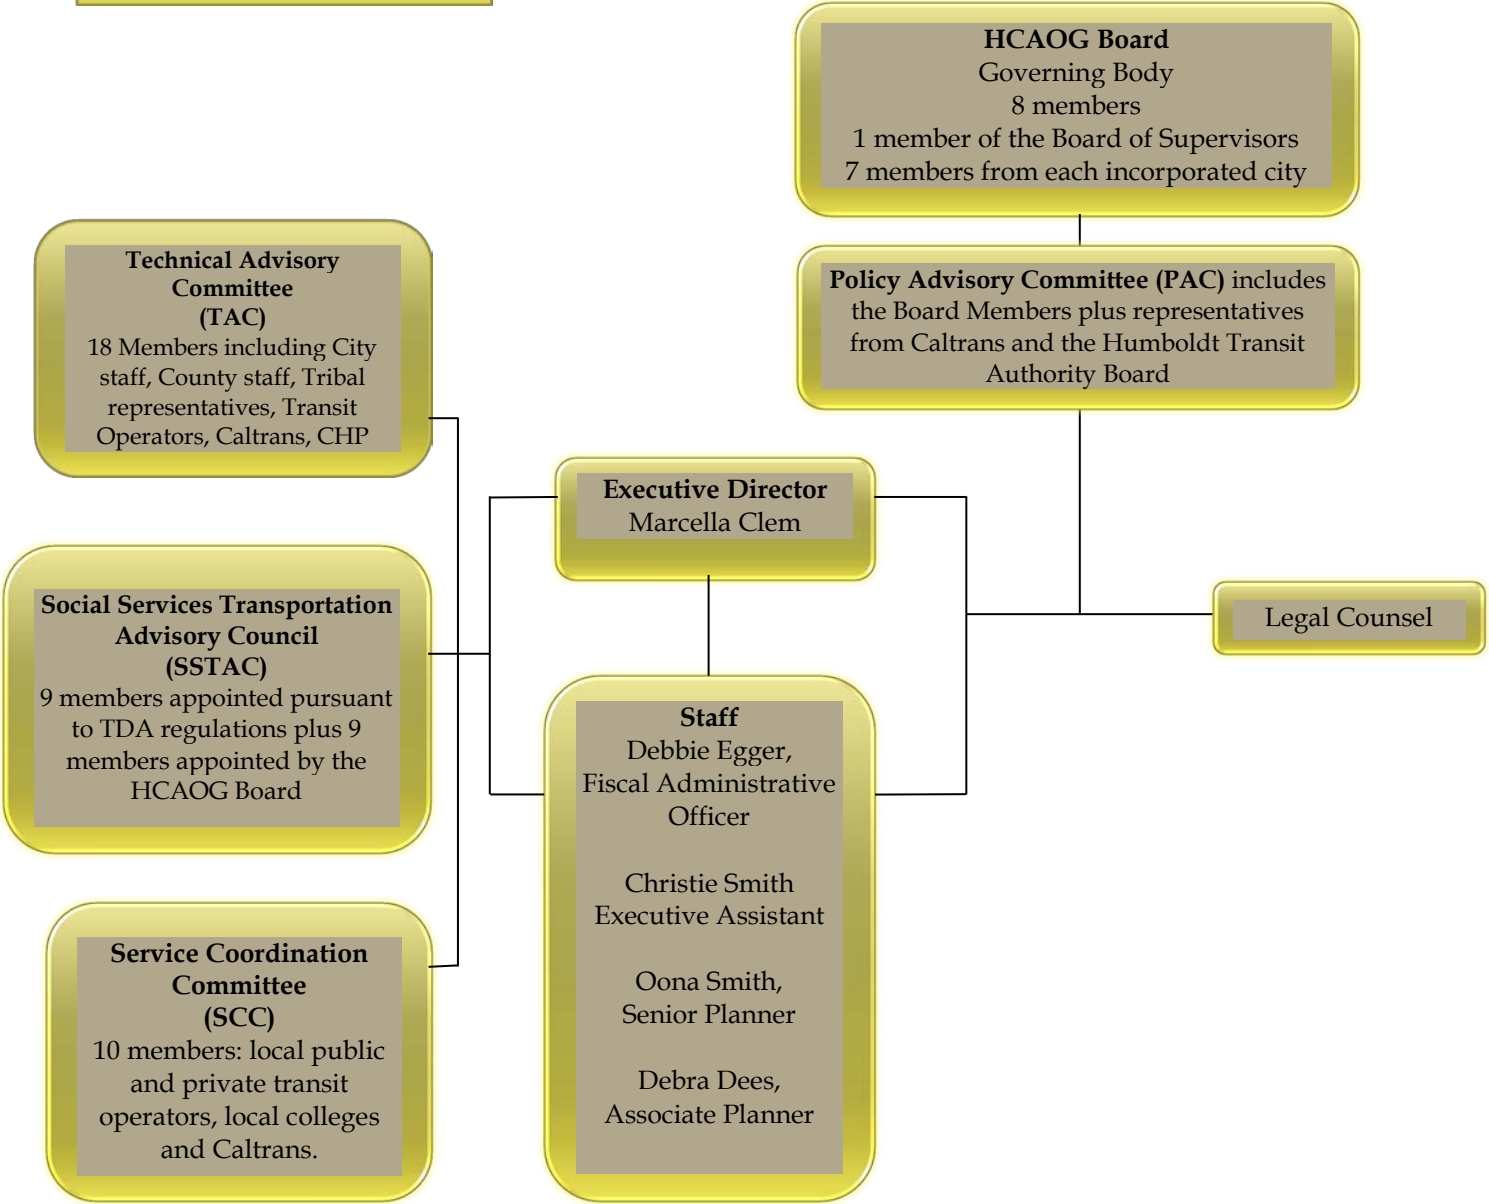 HCAOG Board
Governing Body
8 members
1 member of the Board of Supervisors
7 members from each incorporated city
Policy Advisory Committee (PAC) includes
the Board Members plus representatives
from Caltrans and the Humboldt Transit
Authority Board
Technical Advisory
Committee
(TAC)
18 Members including City
staff, County staff, Tribal
representatives, Transit
Operators, Caltrans, CHP
Executive Director
Marcella Clem
Legal Counsel
Social Services Transportation
Advisory Council
(SSTAC)
9 members appointed pursuant
to TDA regulations plus 9
members appointed by the
HCAOG Board
Staff
Debbie Egger,
Fiscal Administrative
Officer
Christie Smith
Executive Assistant
Oona Smith,
Senior Planner
Debra Dees,
Associate Planner
Service Coordination
Committee
(SCC)
10 members: local public
and private transit
operators, local colleges
and Caltrans.